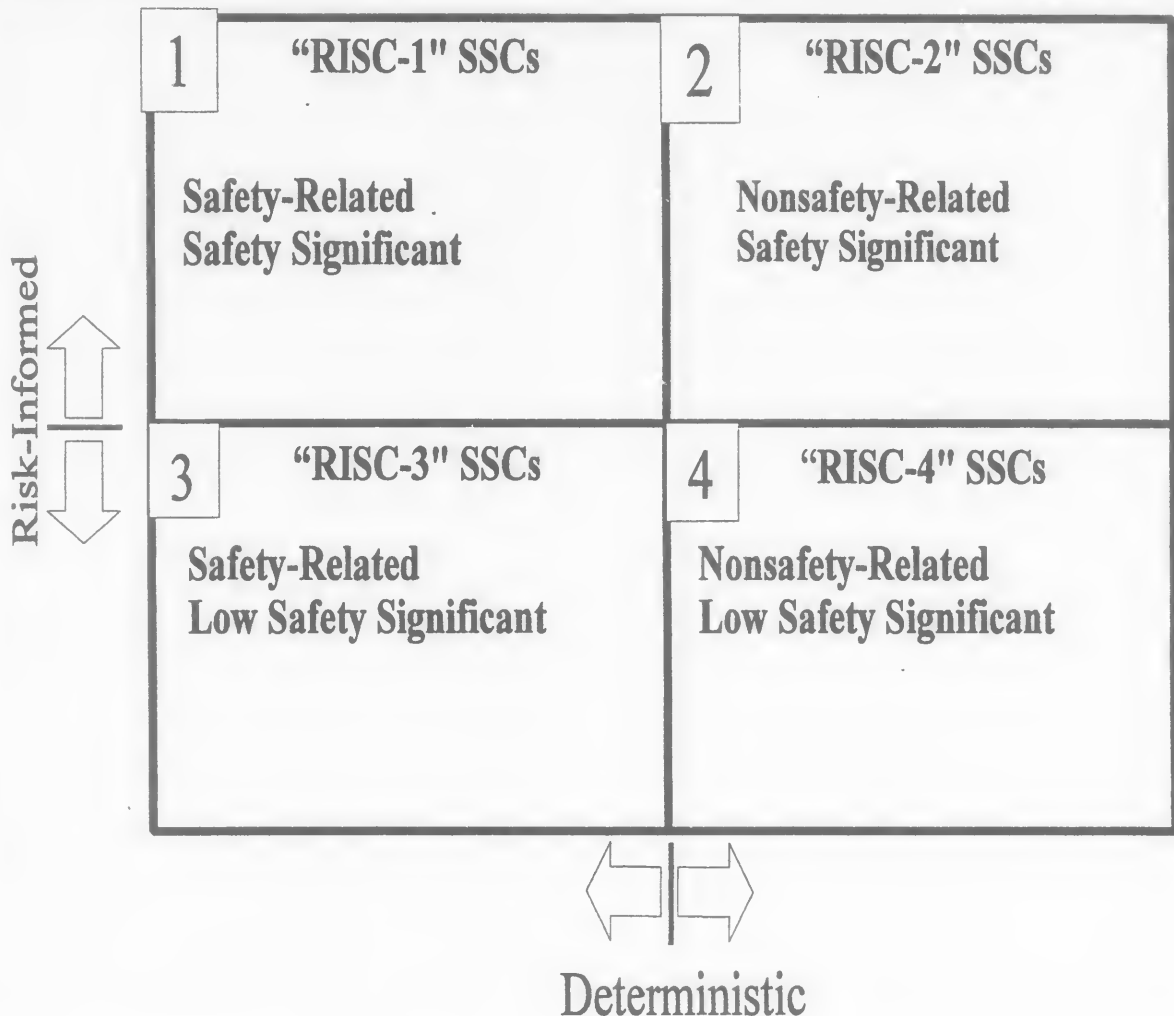 1
“RISC-1" SSCs
Safety-Related
Safety Significant
2
“RISC-2" SSCs
Nonsafety-Related
Safety Significant
Risk-Informed
3
“RISC-3" SSCs
Safety-Related
Low Safety Significant
4
“RISC-4" SSCs
Nonsafety-Related
Low Safety Significant
Deterministic